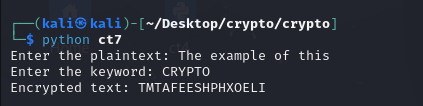 ┌──(kali㉿kali)-[~/Desktop/crypto/crypto]
└─$ python ct7
Enter the plaintext: The example of this
Enter the keyword: CRYPTO
Encrypted text: TMTAFEESHPHXOELI